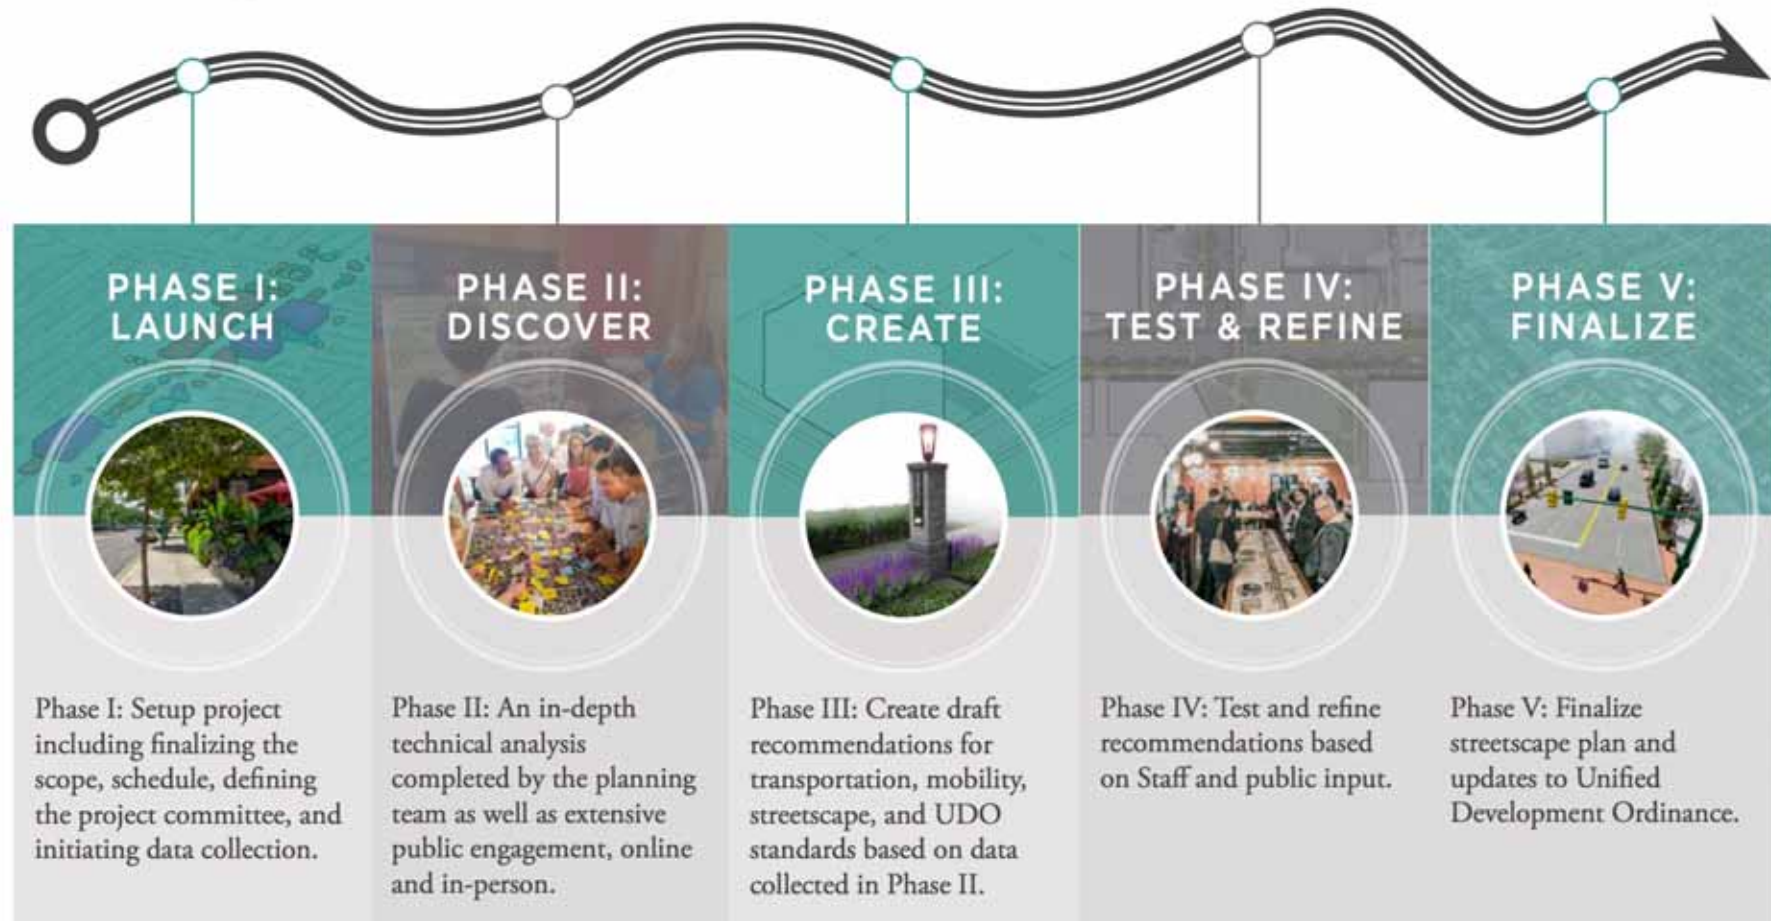 PHASE I:
LAUNCH
PHASE II:
DISCOVER
PHASE III:
CREATE
PHASE IV:
TEST & REFINE
PHASE V:
FINALIZE
Phase I: Setup project
including finalizing the
scope, schedule, defining
the project committee, and
initiating data collection.
Phase II: An in-depth
technical analysis
completed by the planning
team as well as extensive
public engagement, online
and in-person.
Phase III: Create draft
recommendations for
transportation, mobility,
streetscape, and UDO
standards based on data
collected in Phase II.
Phase IV: Test and refine
recommendations based
on Staff and public input.
Phase V: Finalize
streetscape plan and
updates to Unified
Development Ordinance.